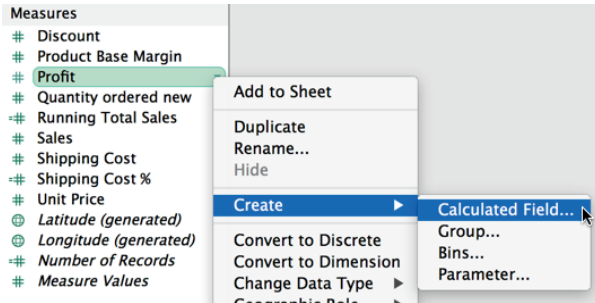 Measures
Discount
Product Base Margin
Profit
Quantity ordered new
Running Total Sales
Sales
Shipping Cost
Shipping Cost %
Unit Price
Latitude (generated)
Longitude (generated)
Number of Records
Measure Values
Add to Sheet
Duplicate
Rename...
Hide
Create
Convert to Discrete
Convert to Dimension
Change Data Type
Geographic Role
Calculated Field...
Group...
Bins...
Parameter...